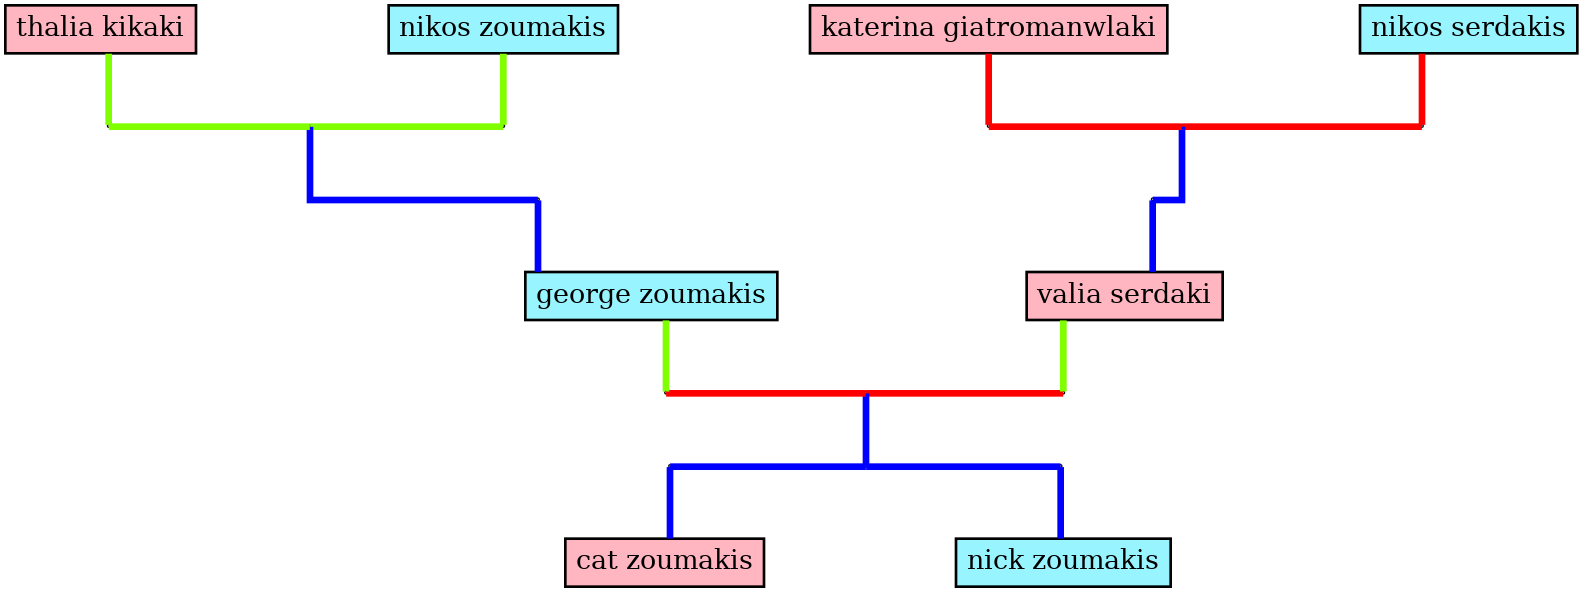 thalia kikaki
nikos zoumakis
katerina giatromanwlaki
nikos serdakis
george zoumakis
valia serdaki
cat zoumakis
nick zoumakis